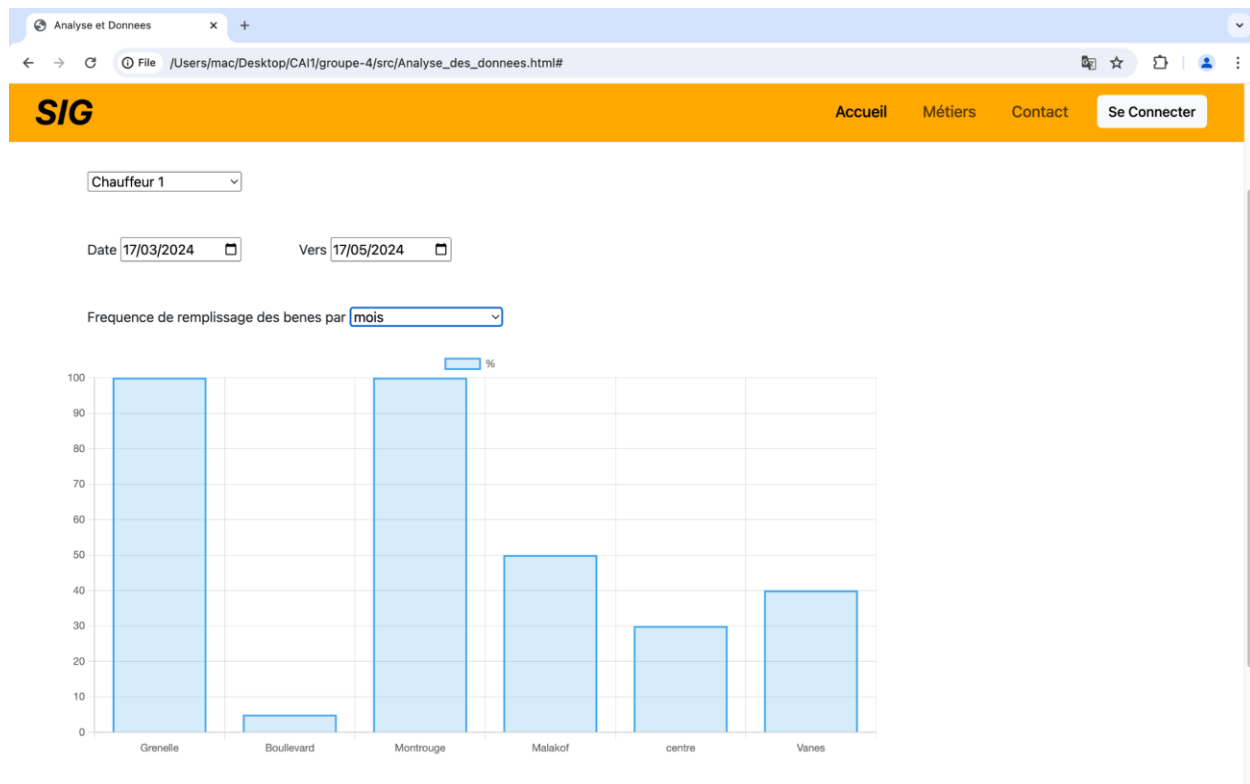 Analyse et Donnees
File /Users/mac/Desktop/CAI1/groupe-4/src/Analyse_des_donnees.html#
SIG Accueil Métiers Contact Se Connecter
Chauffeur 1
Date 17/03/2024 Vers 17/05/2024
Frequence de remplissage des benes par mois
%
100
90
80
70
60
50
40
30
20
10
0
Grenelle Boullevard Montrouge Malakof centre Vanes